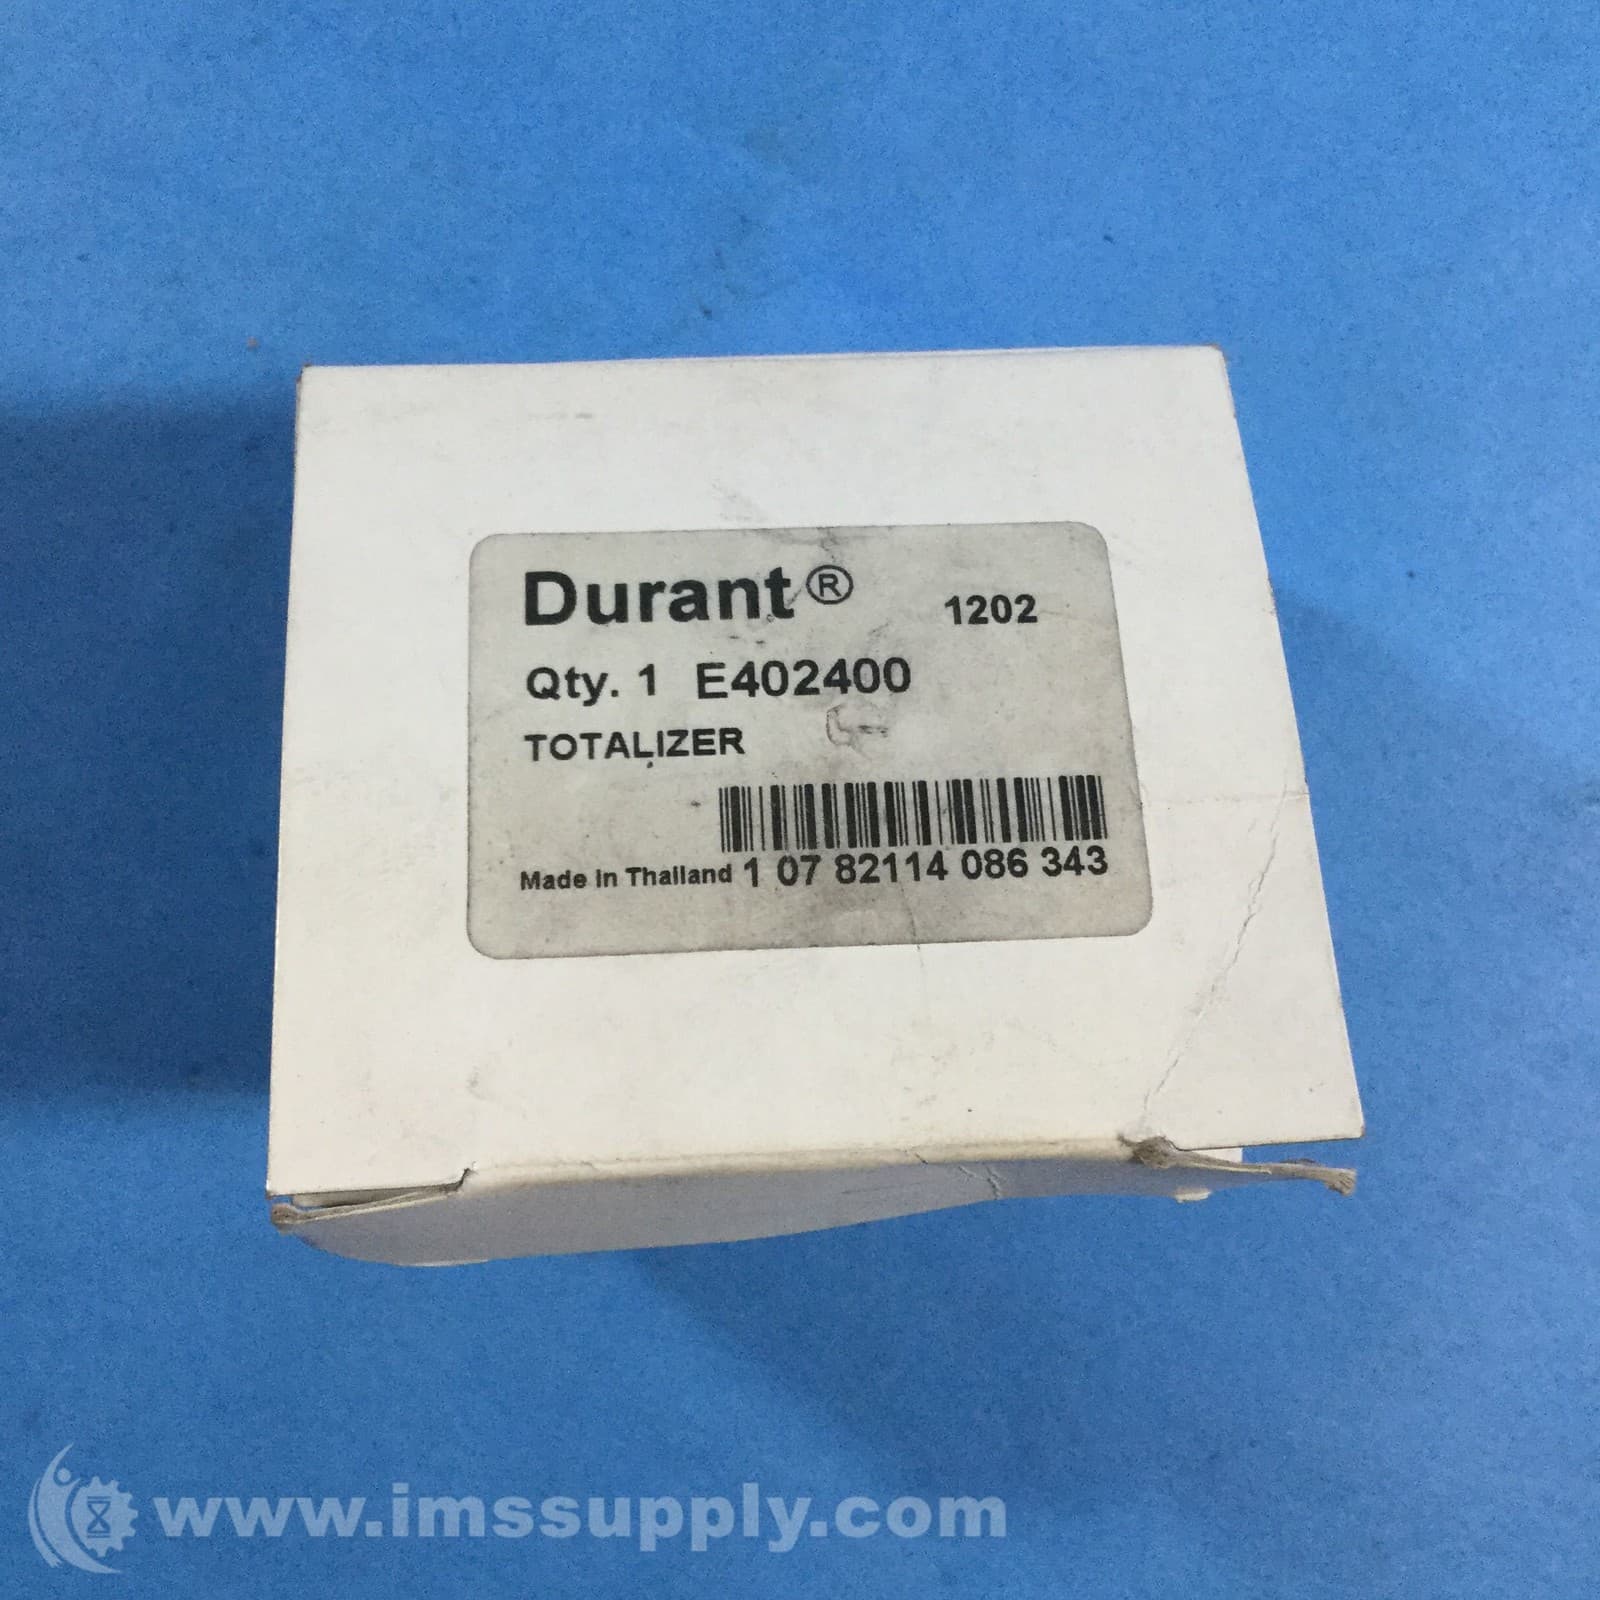 Durant® 1202
Qty. 1 E402400
TOTALIZER
Made in Thailand 1 07 82114 086 343
www.imssupply.com